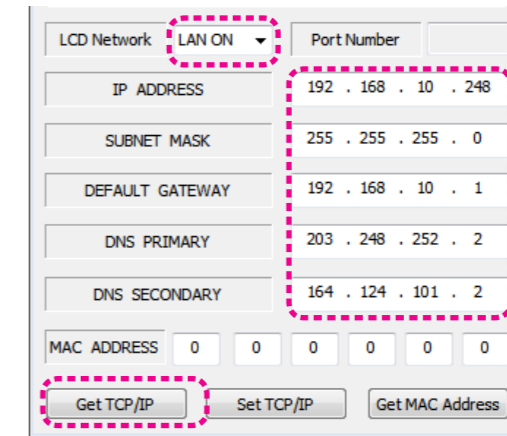 LCD Network LAN ON Port Number
IP ADDRESS 192 . 168 . 10 . 248
SUBNET MASK 255 . 255 . 255 . 0
DEFAULT GATEWAY 192 . 168 . 10 . 1
DNS PRIMARY 203 . 248 . 252 . 2
DNS SECONDARY 164 . 124 . 101 . 2
MAC ADDRESS 0 0 0 0 0 0
Get TCP/IP Set TCP/IP Get MAC Address